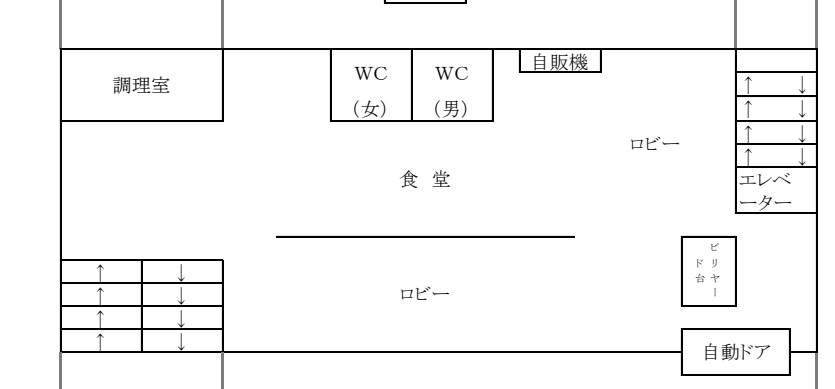 調理室
WC
(女)
WC
(男)
自販機
↑ ↓
↑ ↓
↑ ↓
↑ ↓
ロビー
エレベ
ーター
食 堂
ビリヤー
ド台
↑ ↓
↑ ↓
↑ ↓
↑ ↓
ロビー
自動ドア